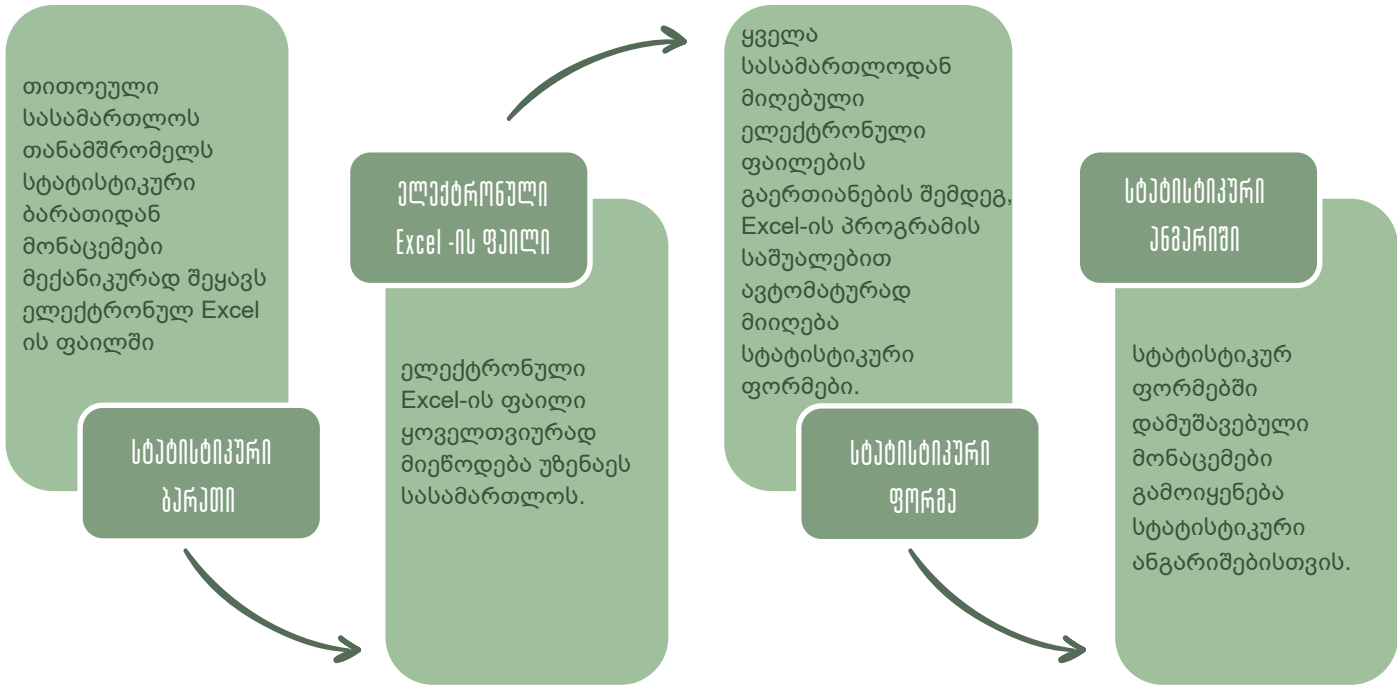 თითოეული
სასამართლოს
თანამშრომელს
სტატისტიკური
ბარათიდან
მონაცემები
მექანიკურად შეყავს
ელექტრონულ Excel
ის ფაილში
სტატისტიკური
ბარათი
ელექტრონული
Excel -ის ფაილი
ელექტრონული
Excel-ის ფაილი
ყოველთვიურად
მიეწოდება უზენაეს
სასამართლოს.
ყველა
სასამართლოდან
მიღებული
ელექტრონული
ფაილების
გაერთიანების შემდეგ,
Excel-ის პროგრამის
საშუალებით
ავტომატურად
მიიღება
სტატისტიკური
ფორმები.
სტატისტიკური
ფორმა
სტატისტიკური
ანგარიში
სტატისტიკურ
ფორმებში
დამუშავებული
მონაცემები
გამოიყენება
სტატისტიკური
ანგარიშებისთვის.